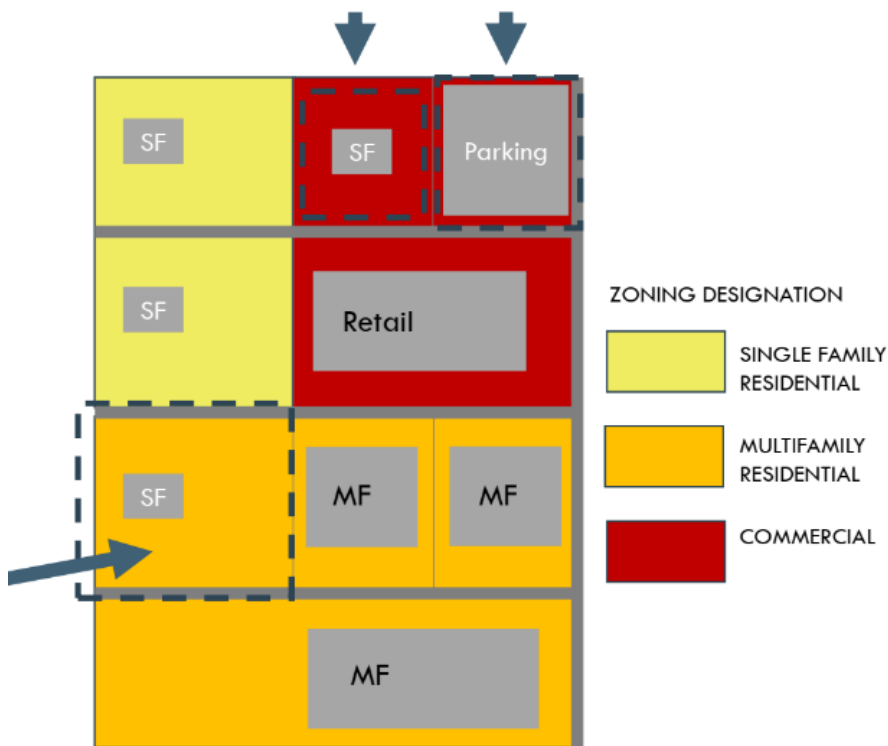 SF
SF
Parking
SF
Retail
ZONING DESIGNATION
SINGLE FAMILY
RESIDENTIAL
SF
MF
MF
MULTIFAMILY
RESIDENTIAL
COMMERCIAL
MF